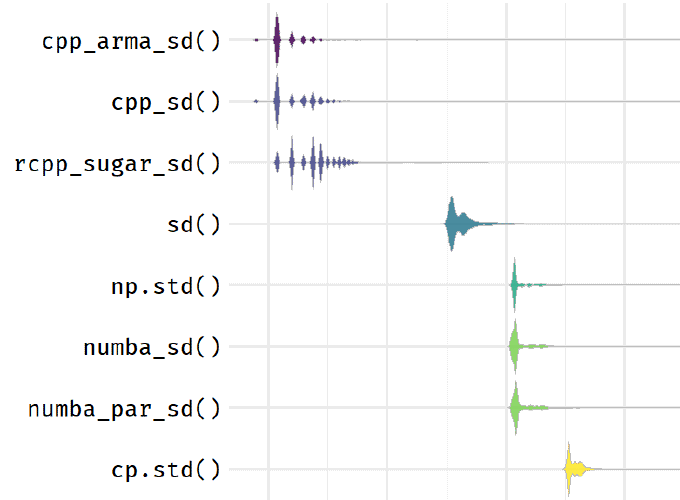 cpp_arma_sd()
cpp_sd()
rcpp_sugar_sd()
sd()
np.std()
numba_sd()
numba_par_sd()
cp.std()